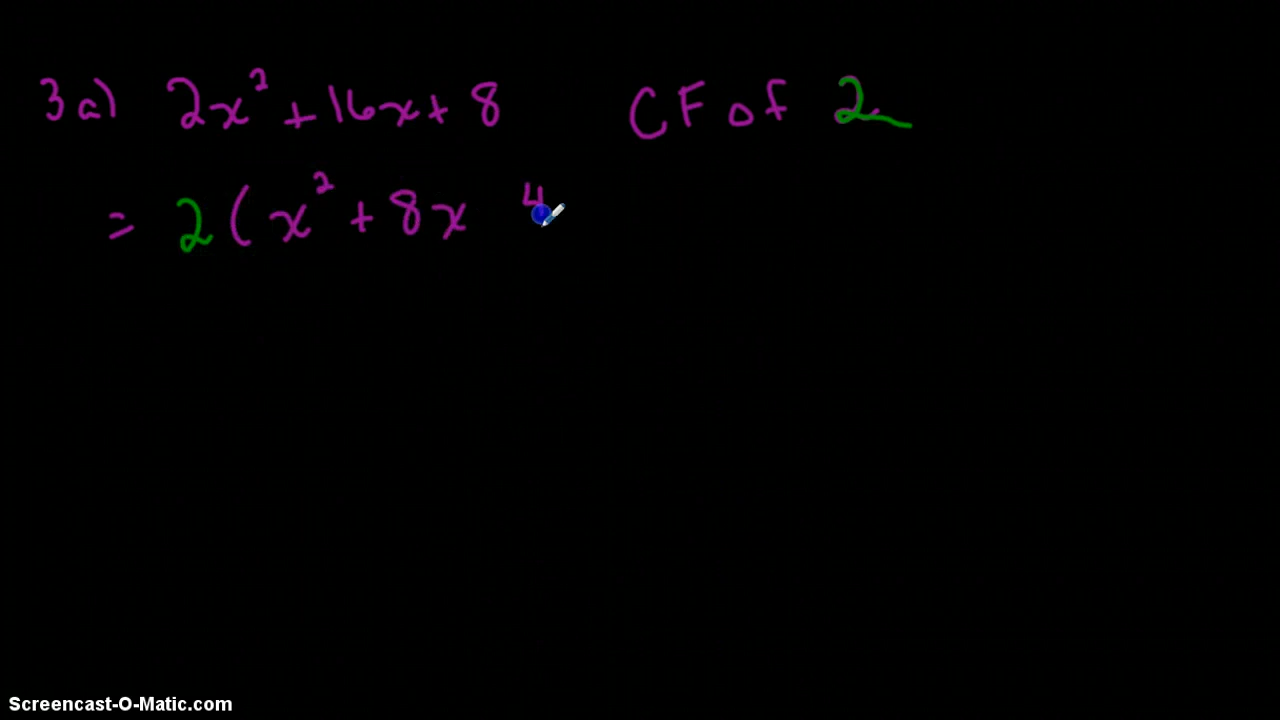 3a) 2x² + 16x + 8 CF of 2
= 2(x² + 8x 4
Screencast-O-Matic.com